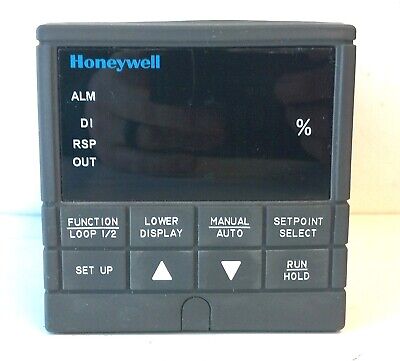 Honeywell
ALM
DI
%
RSP
OUT
FUNCTION
LOOP 1/2
LOWER
DISPLAY
MANUAL
AUTO
SETPOINT
SELECT
SET UP
RUN
HOLD